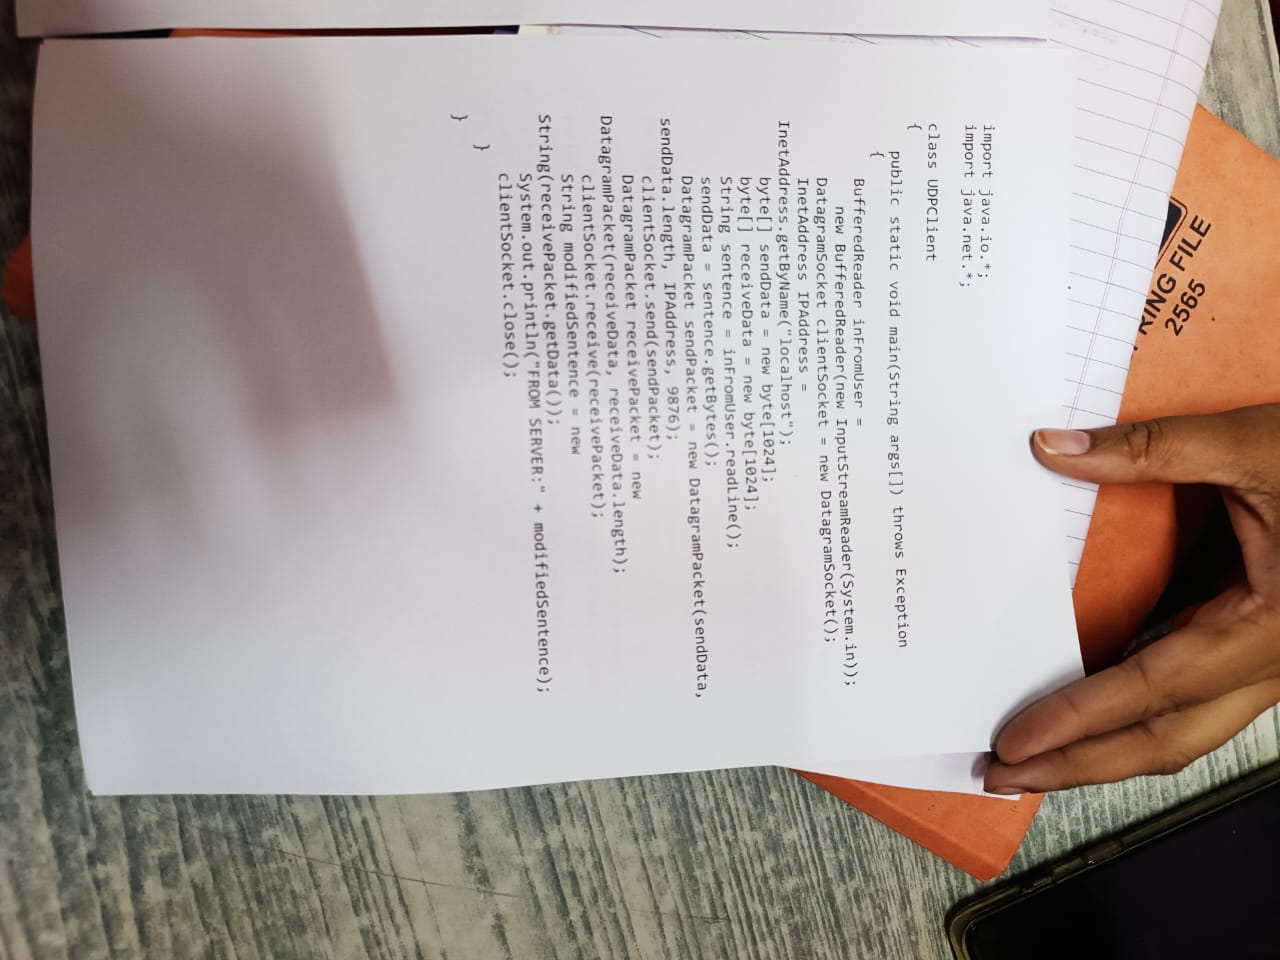 import java.io.*;
import java.net.*;
class UDPClient
{
public static void main(String args[]) throws Exception
{
BufferedReader inFromUser =
new BufferedReader(new InputStreamReader(System.in));
DatagramSocket clientSocket = new DatagramSocket();
InetAddress IPAddress =
InetAddress.getByName("localhost");
byte[] sendData = new byte[1024];
byte[] receiveData = new byte[1024];
String sentence = inFromUser.readLine();
sendData = sentence.getBytes();
DatagramPacket sendPacket = new DatagramPacket(sendData,
sendData.length, IPAddress, 9876);
clientSocket.send(sendPacket);
DatagramPacket receivePacket = new
DatagramPacket(receiveData, receiveData.length);
clientSocket.receive(receivePacket);
String modifiedSentence = new
String(receivePacket.getData());
System.out.println("FROM SERVER:" + modifiedSentence);
clientSocket.close();
}
}
FILE
2565